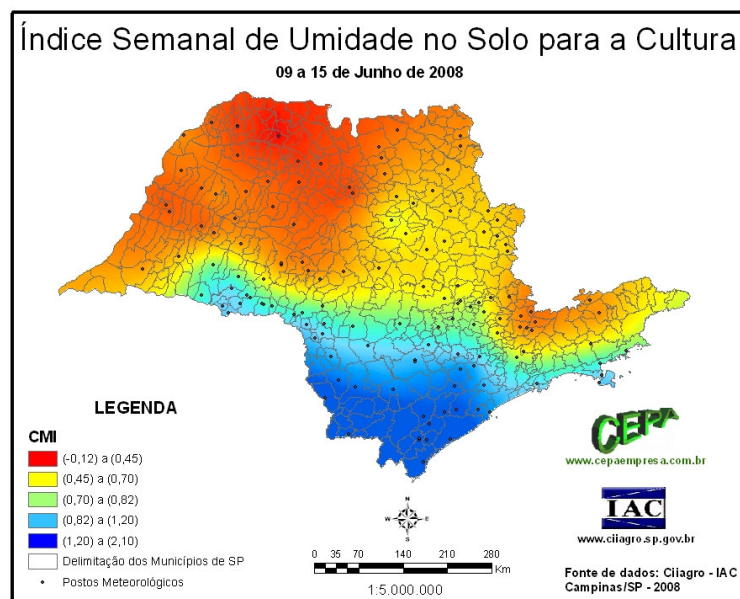 Índice Semanal de Umidade no Solo para a Cultura
09 a 15 de Junho de 2008
LEGENDA
CMI
(-0,12) a (0,45)
(0,45) a (0,70)
(0,70) a (0,82)
(0,82) a (1,20)
(1,20) a (2,10)
Delimitação dos Municípios de SP
Postos Meteorológicos
N
W E
S
0 35 70 140 210 280
Km
1:5.000.000
CEPA
www.cepaempresa.com.br
IAC
www.ciiagro.sp.gov.br
Fonte de dados: Ciiagro - IAC
Campinas/SP - 2008